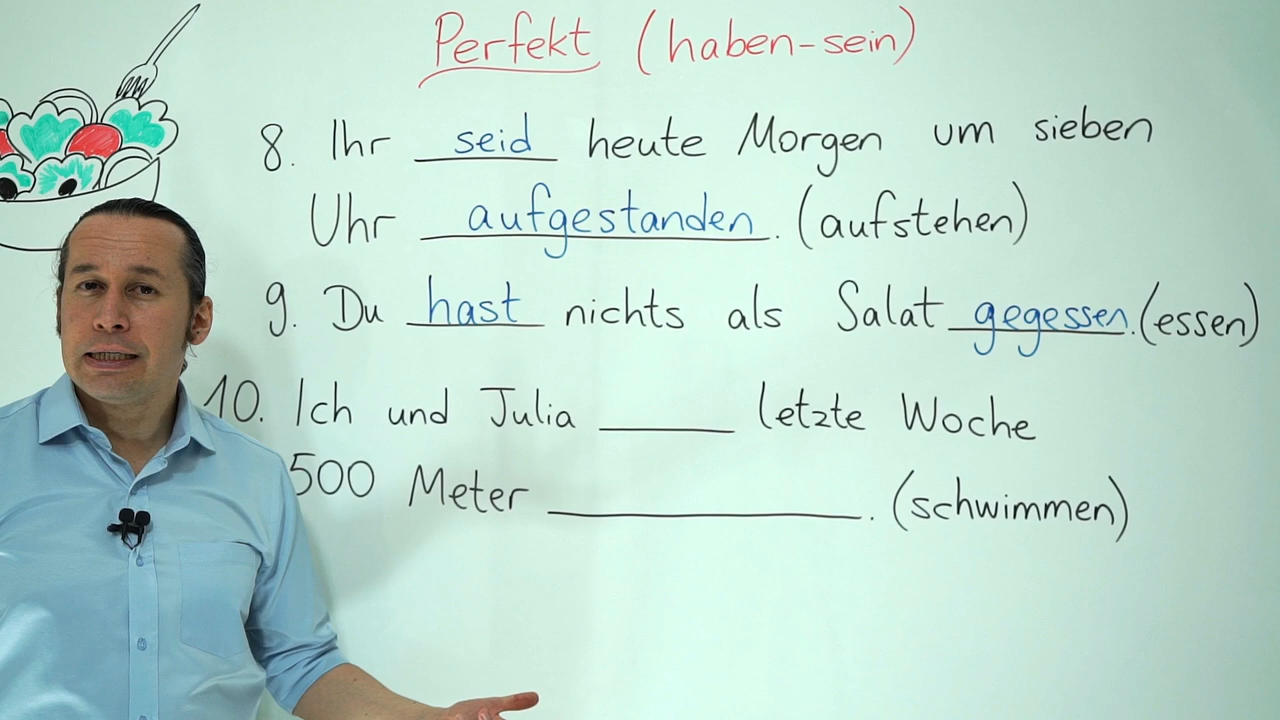 Perfekt (haben-sein)
8. Ihr seid heute Morgen um sieben
Uhr aufgestanden. (aufstehen)
9. Du hast nichts als Salat gegessen. (essen)
10. Ich und Julia ____ letzte Woche
500 Meter ________. (schwimmen)